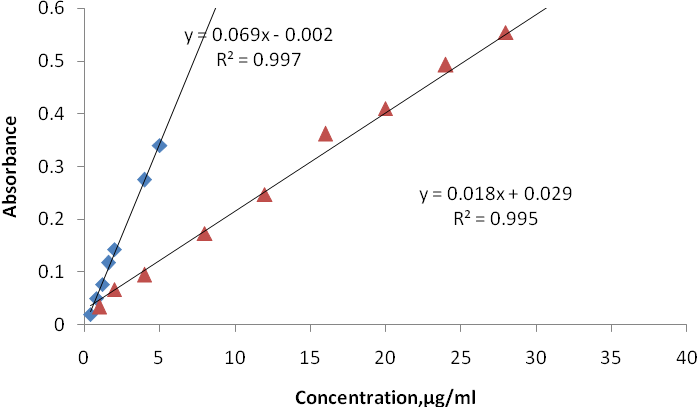 0.6
0.5
0.4
0.3
0.2
0.1
0
Absorbance
y = 0.069x - 0.002
R² = 0.997
y = 0.018x + 0.029
R² = 0.995
0 5 10 15 20 25 30 35 40
Concentration,µg/ml